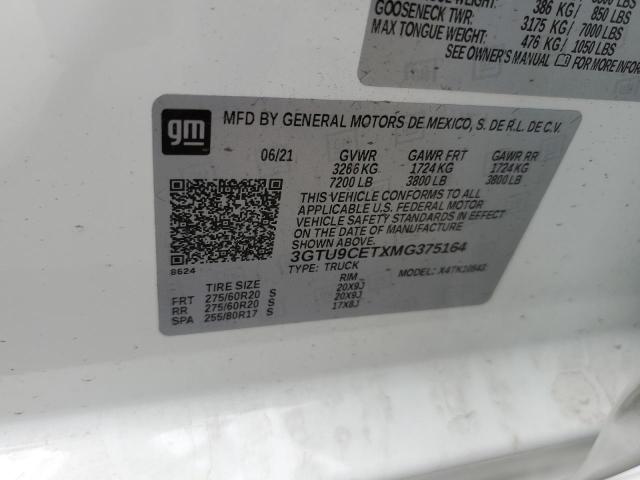 386 KG / 850 LBS
GOOSENECK TWR: 3175 KG / 7000 LBS
MAX TONGUE WEIGHT: 476 KG / 1050 LBS
SEE OWNER'S MANUAL FOR MORE INFOR
gm
MFD BY GENERAL MOTORS DE MEXICO, S. DE R.L. DE C.V.
06/21 GVWR GAWR FRT GAWR RR
3266 KG 1724 KG 1724 KG
7200 LB 3800 LB 3800 LB
THIS VEHICLE CONFORMS TO ALL
APPLICABLE U.S. FEDERAL MOTOR
VEHICLE SAFETY STANDARDS IN EFFECT
ON THE DATE OF MANUFACTURE
SHOWN ABOVE.
3GTU9CETXMG375164
8624
TYPE: TRUCK MODEL: X4TK10543
TIRE SIZE RIM
FRT 275/60R20 S 20X9J
RR 275/60R20 S 20X9J
SPA 255/80R17 S 17X8J